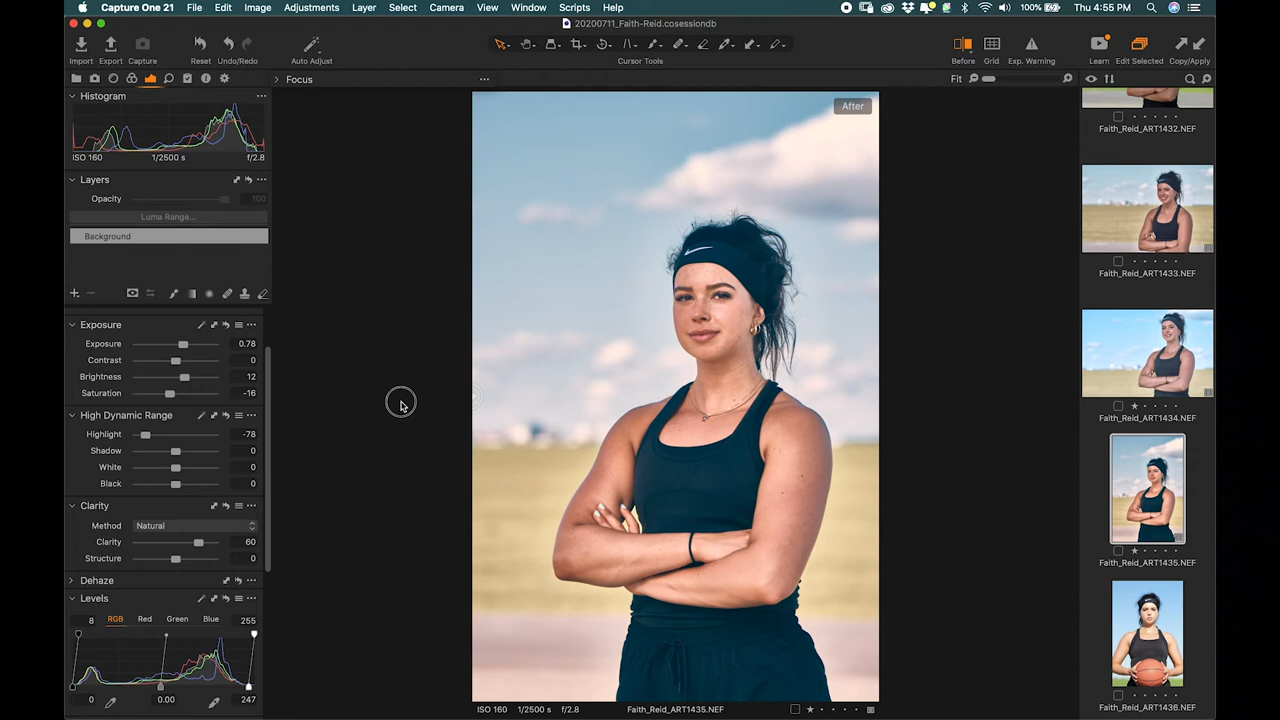 Capture One 21 File Edit Image Adjustments Layer Select Camera View Window Scripts Help 100% Thu 4:55 PM
20200711_Faith-Reid.cosessiondb
Import Export Capture Reset Undo/Redo Auto Adjust Cursor Tools Before Grid Exp. Warning Learn Edit Selected Copy/Apply
Focus
Fit
Histogram
ISO 160 1/2500 s f/2.8
Layers
Opacity 100
Luma Range...
Background
Exposure
Exposure 0.78
Contrast 0
Brightness 12
Saturation -16
High Dynamic Range
Highlight -78
Shadow 0
White 0
Black 0
Clarity
Method Natural
Clarity 60
Structure 0
Dehaze
Levels
8 RGB Red Green Blue 255
0 0.00 247
After
ISO 160 1/2500 s f/2.8 Faith_Reid_ART1435.NEF
Faith_Reid_ART1432.NEF
Faith_Reid_ART1433.NEF
Faith_Reid_ART1434.NEF
Faith_Reid_ART1435.NEF
Faith_Reid_ART1436.NEF